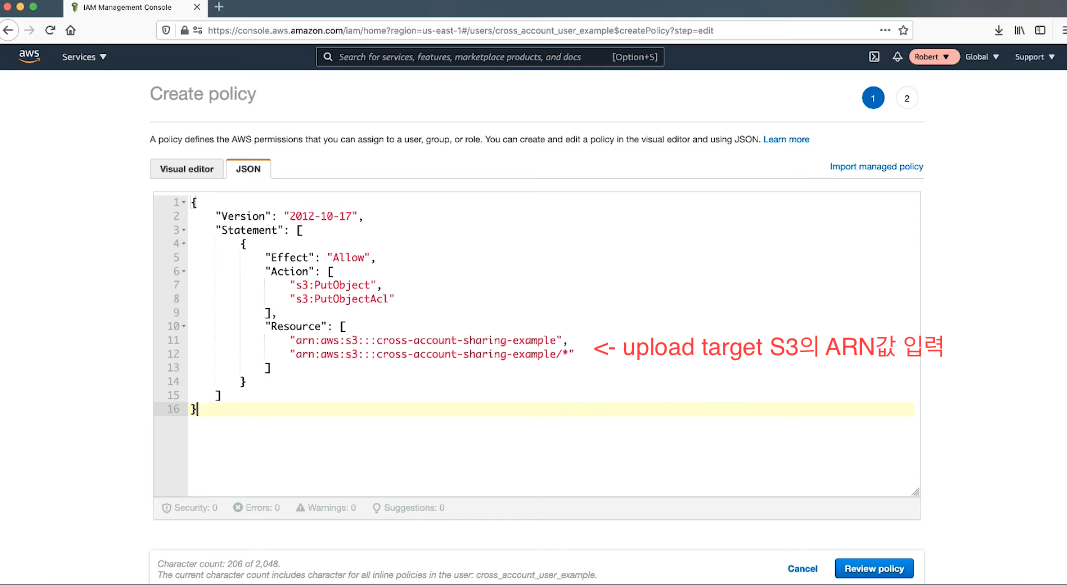 IAM Management Console
https://console.aws.amazon.com/iam/home?region=us-east-1#/users/cross_account_user_example$createPolicy?step=edit
aws Services Search for services, features, marketplace products, and docs [Option+S] Robert Global Support
Create policy
1 2
A policy defines the AWS permissions that you can assign to a user, group, or role. You can create and edit a policy in the visual editor and using JSON. Learn more
Visual editor JSON Import managed policy
1 {
2 "Version": "2012-10-17",
3 "Statement": [
4 {
5 "Effect": "Allow",
6 "Action": [
7 "s3:PutObject",
8 "s3:PutObjectAcl"
9 ],
10 "Resource": [
11 "arn:aws:s3:::cross-account-sharing-example",
12 "arn:aws:s3:::cross-account-sharing-example/*"
<- upload target S3의 ARN값 입력
13 ]
14 }
15 ]
16 }
Security: 0 Errors: 0 Warnings: 0 Suggestions: 0
Character count: 206 of 2,048.
The current character count includes character for all inline policies in the user: cross_account_user_example.
Cancel Review policy